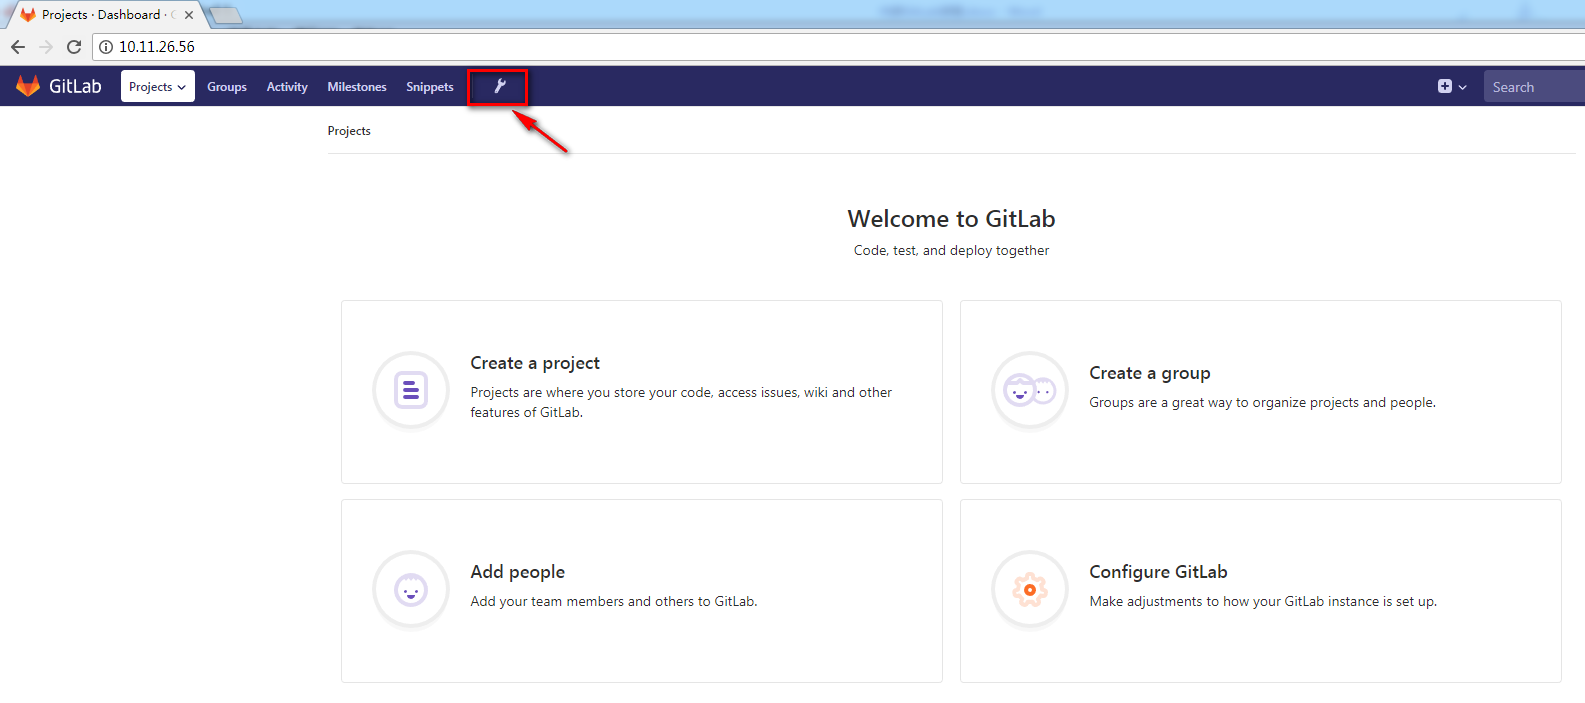 Projects · Dashboard ·
10.11.26.56
GitLab Projects Groups Activity Milestones Snippets Search
Projects
Welcome to GitLab
Code, test, and deploy together
Create a project
Projects are where you store your code, access issues, wiki and other
features of GitLab.
Create a group
Groups are a great way to organize projects and people.
Add people
Add your team members and others to GitLab.
Configure GitLab
Make adjustments to how your GitLab instance is set up.